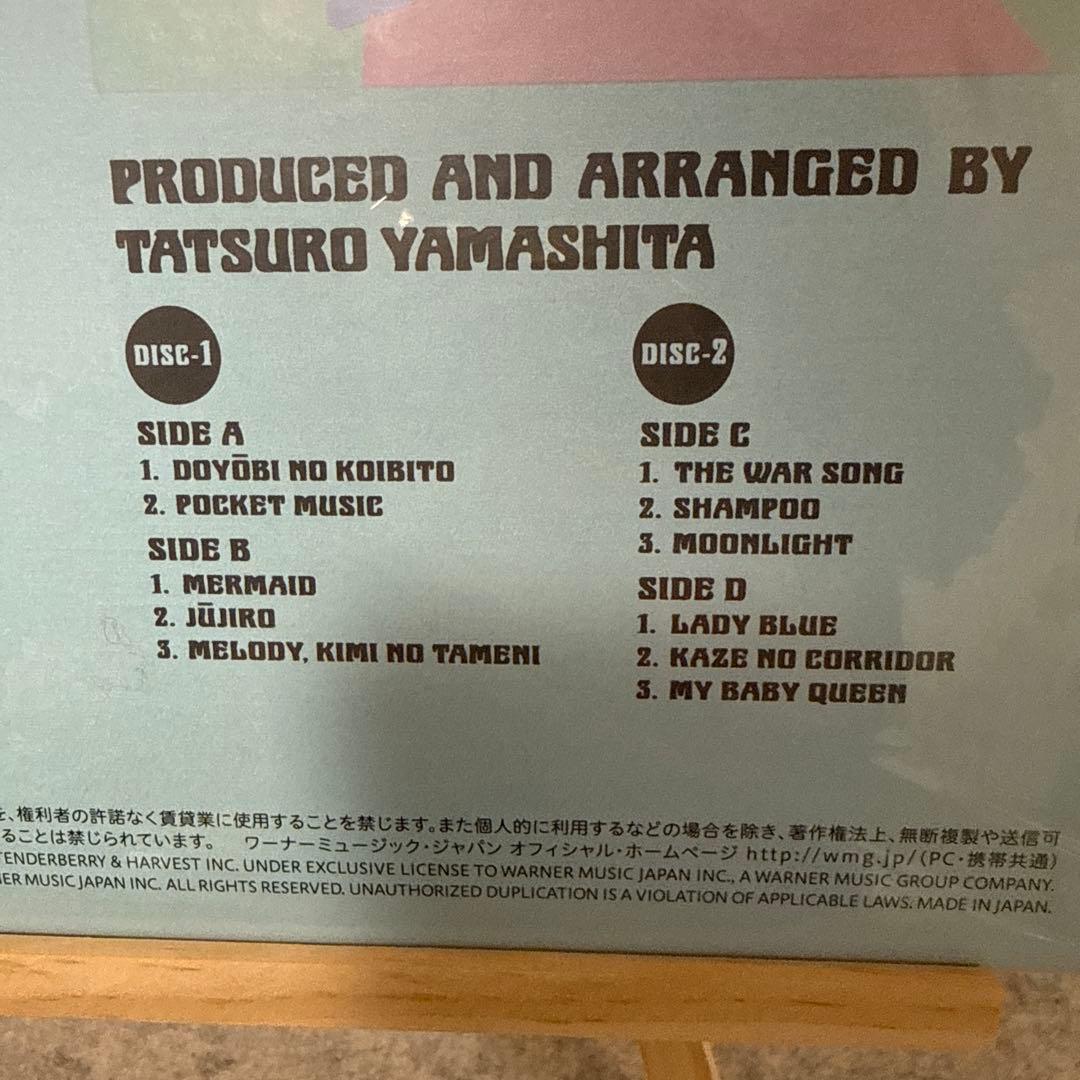 PRODUCED AND ARRANGED BY
TATSURO YAMASHITA
DISC-1
SIDE A
1. DOYŌBI NO KOIBITO
2. POCKET MUSIC
SIDE B
1. MERMAID
2. JŪJIRO
3. MELODY, KIMI NO TAMENI
DISC-2
SIDE C
1. THE WAR SONG
2. SHAMPOO
3. MOONLIGHT
SIDE D
1. LADY BLUE
2. KAZE NO CORRIDOR
3. MY BABY QUEEN
を、権利者の許諾なく賃貸業に使用することを禁じます。また個人的に利用するなどの場合を除き、著作権法上、無断複製や送信可
ることは禁じられています。 ワーナーミュージック・ジャパン オフィシャル・ホームページ http://wmg.jp/(PC・携帯共通)
TENDERBERRY & HARVEST INC. UNDER EXCLUSIVE LICENSE TO WARNER MUSIC JAPAN INC., A WARNER MUSIC GROUP COMPANY.
NER MUSIC JAPAN INC. ALL RIGHTS RESERVED. UNAUTHORIZED DUPLICATION IS A VIOLATION OF APPLICABLE LAWS. MADE IN JAPAN.